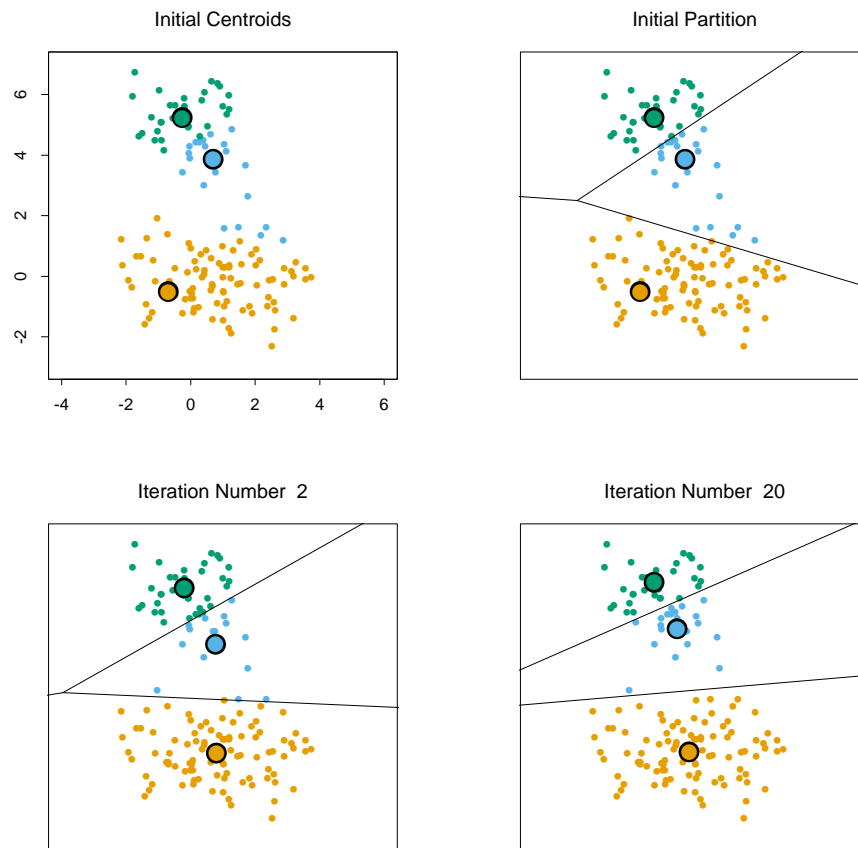 Initial Centroids
Initial Partition
6
4
2
0
-2
-4 -2 0 2 4 6
Iteration Number 2
Iteration Number 20